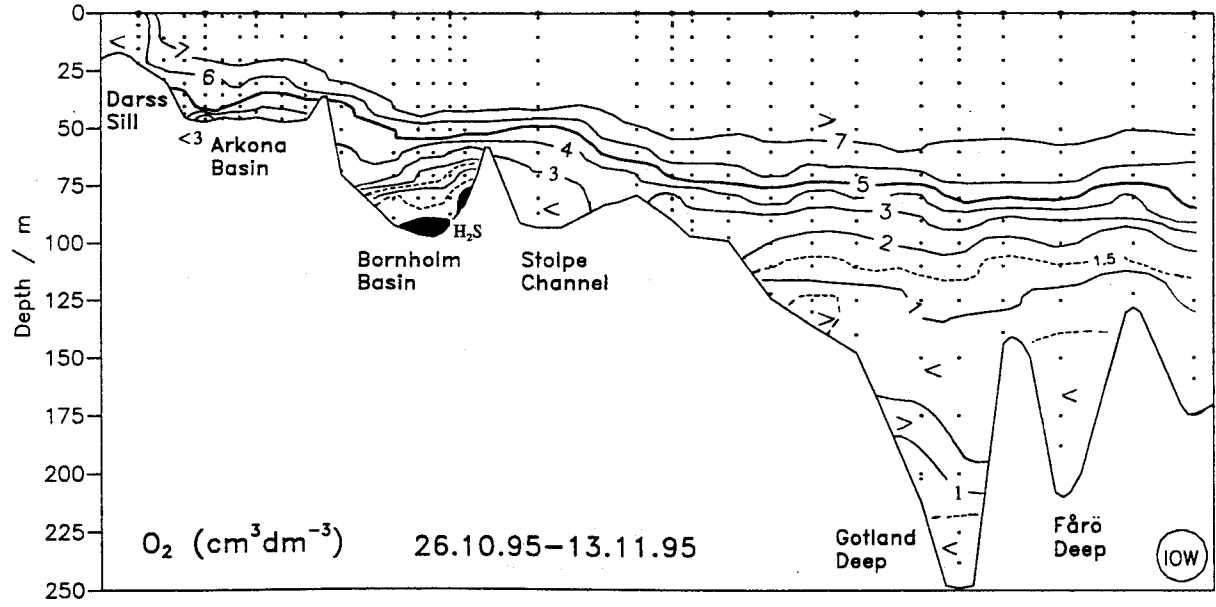 0
25
50
75
100
125
150
175
200
225
250
Depth / m
<
>
6
Darss
Sill
<3 Arkona
Basin
>
7
4
3
5
3
<
H₂S
2
Bornholm
Basin
Stolpe
Channel
1.5
>
>
<
<
>
1
<
O₂ (cm³dm⁻³) 26.10.95–13.11.95
Gotland
Deep
Fårö
Deep
IOW